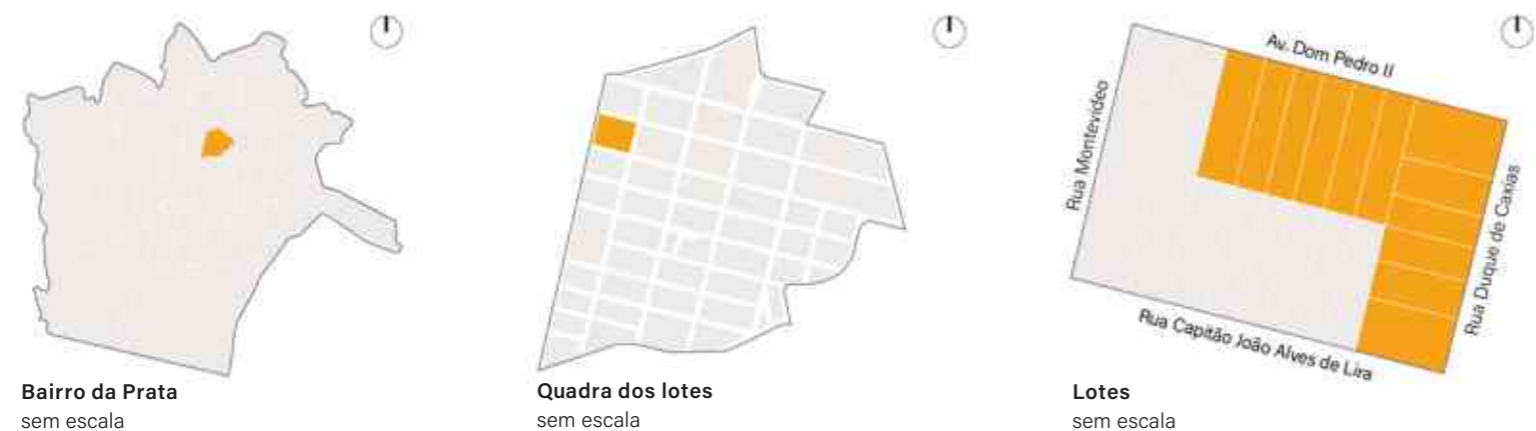 Bairro da Prata
sem escala
Quadra dos lotes
sem escala
Av. Dom Pedro II
Rua Montevideo
Rua Duque de Caxias
Rua Capitão João Alves de Lira
Lotes
sem escala